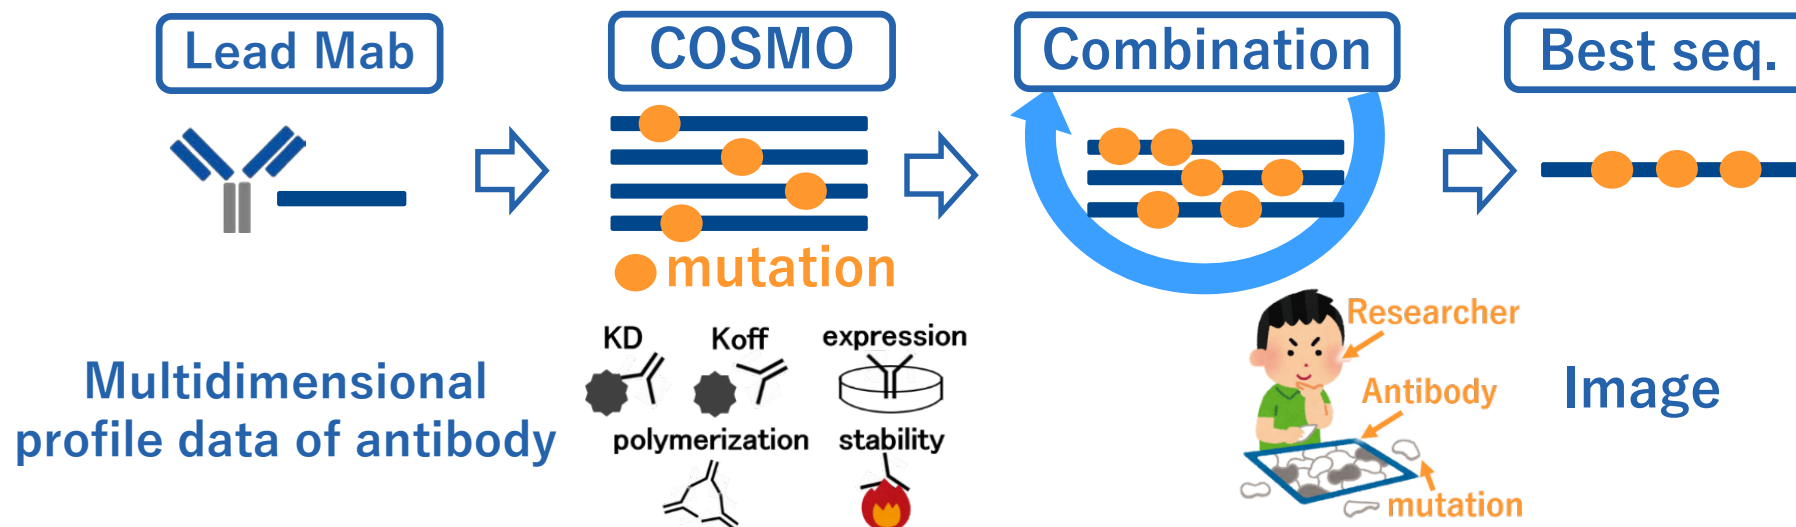 Lead Mab
COSMO
Combination
Best seq.
mutation
KD
Koff
expression
polymerization
stability
Multidimensional
profile data of antibody
Researcher
Antibody
mutation
Image